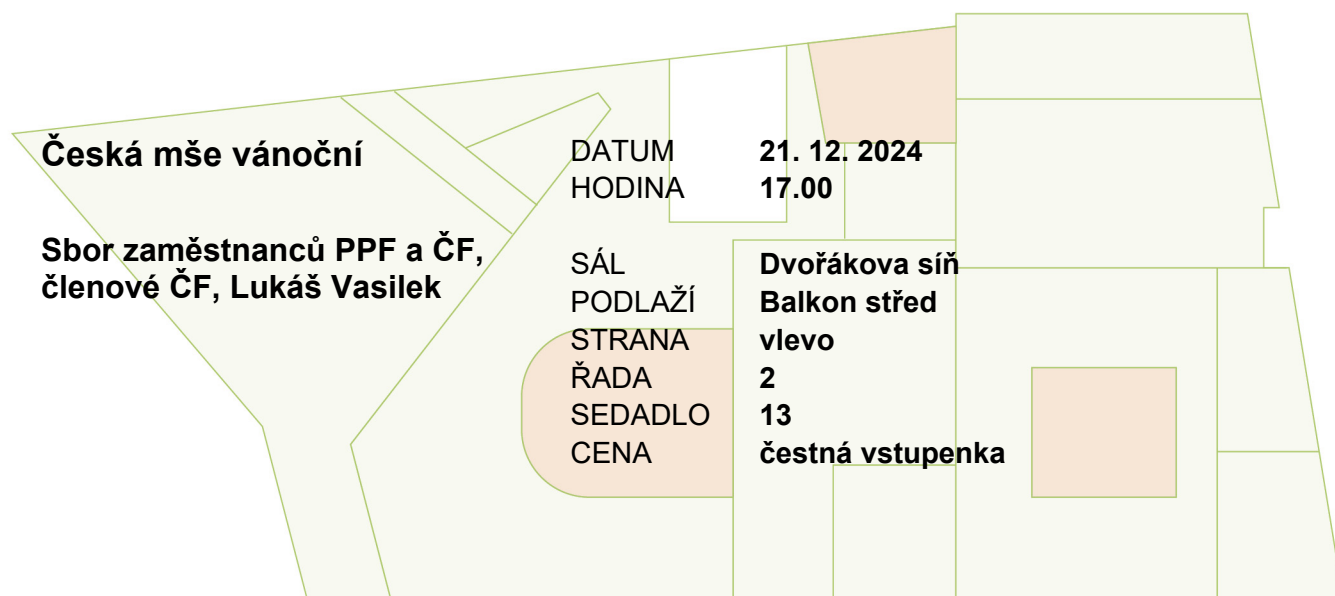 Česká mše vánoční
Sbor zaměstnanců PPF a ČF,
členové ČF, Lukáš Vasilek
DATUM 21. 12. 2024
HODINA 17.00
SÁL Dvořákova síň
PODLAŽÍ Balkon střed
STRANA vlevo
ŘADA 2
SEDADLO 13
CENA čestná vstupenka